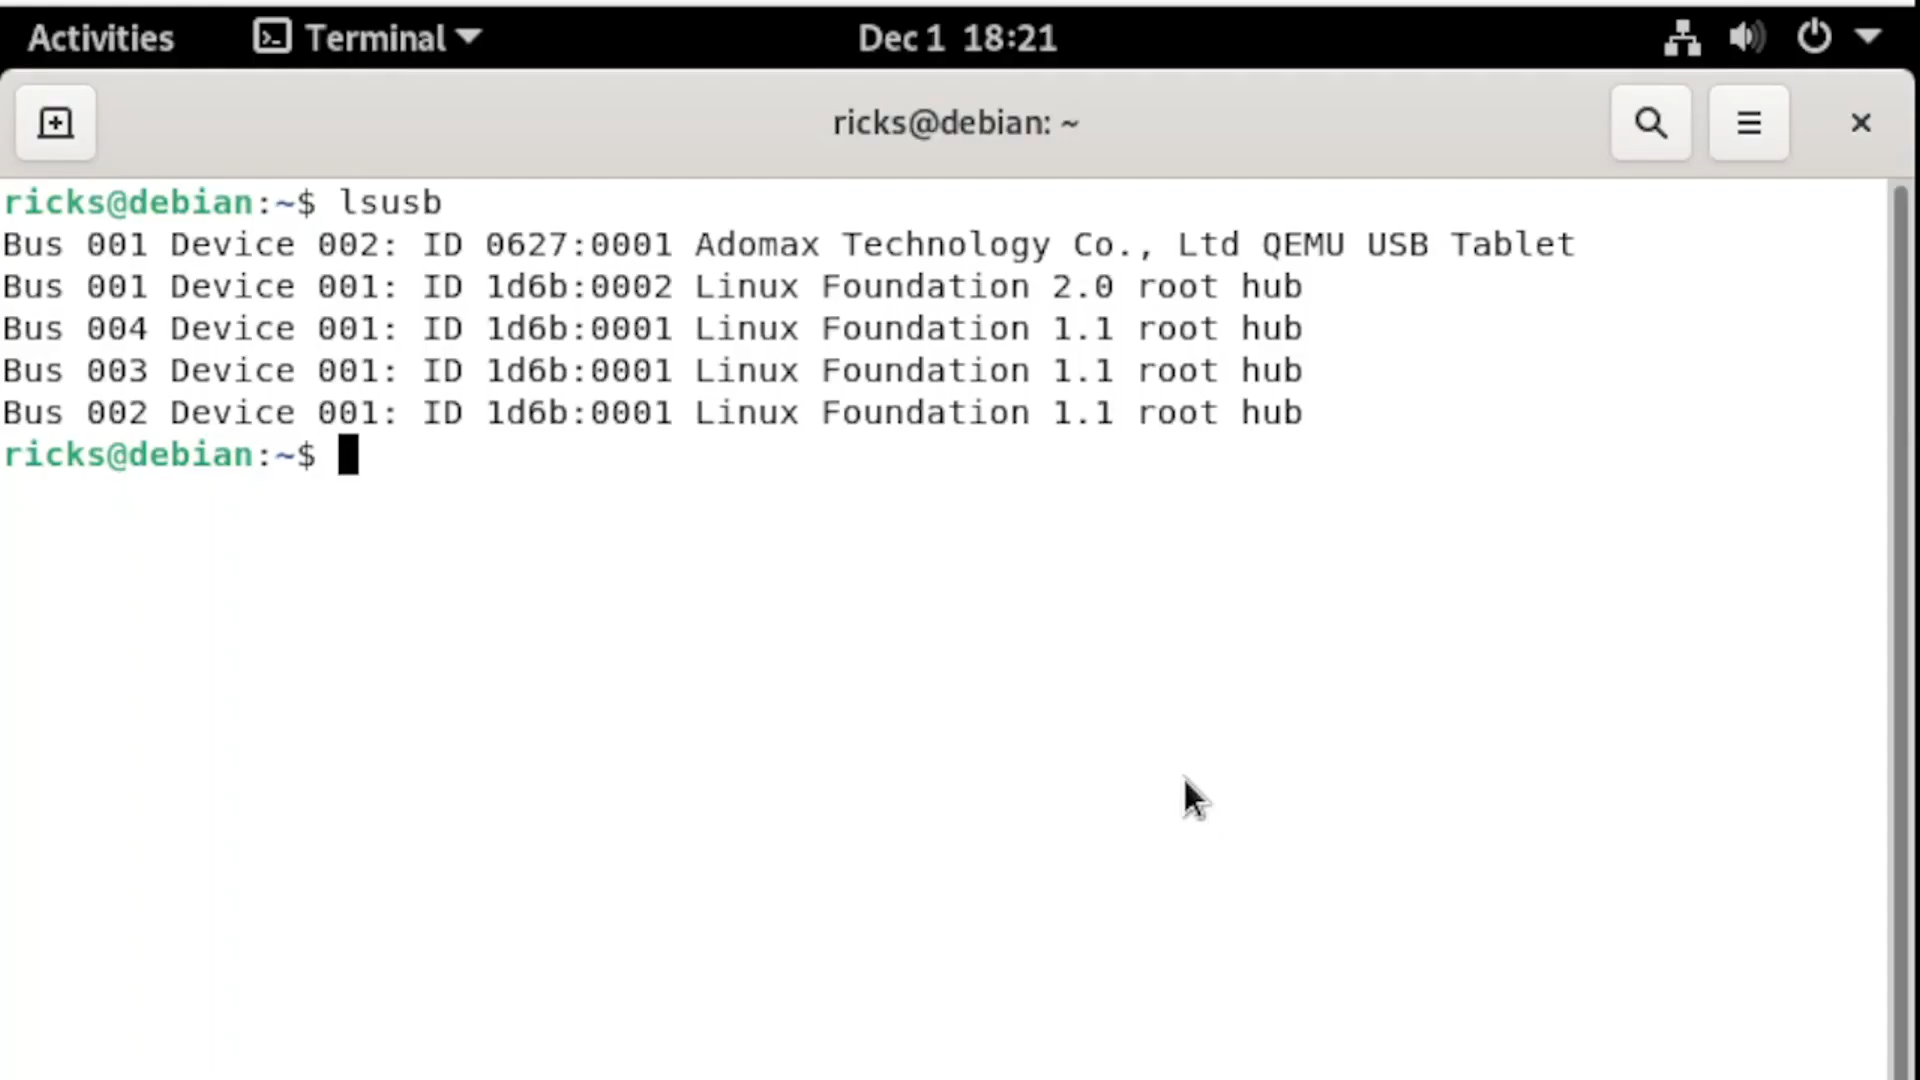 Activities Terminal Dec 1 18:21
ricks@debian: ~
ricks@debian:~$ lsusb
Bus 001 Device 002: ID 0627:0001 Adomax Technology Co., Ltd QEMU USB Tablet
Bus 001 Device 001: ID 1d6b:0002 Linux Foundation 2.0 root hub
Bus 004 Device 001: ID 1d6b:0001 Linux Foundation 1.1 root hub
Bus 003 Device 001: ID 1d6b:0001 Linux Foundation 1.1 root hub
Bus 002 Device 001: ID 1d6b:0001 Linux Foundation 1.1 root hub
ricks@debian:~$